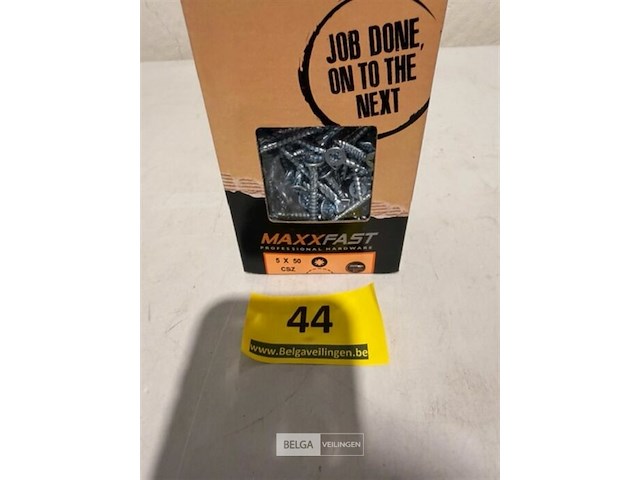 JOB DONE,
ON TO THE
NEXT
MAXXFAST
PROFESSIONAL HARDWARE
5 X 50
CSZ
44
www.Belgaveilingen.be
BELGA VEILINGEN